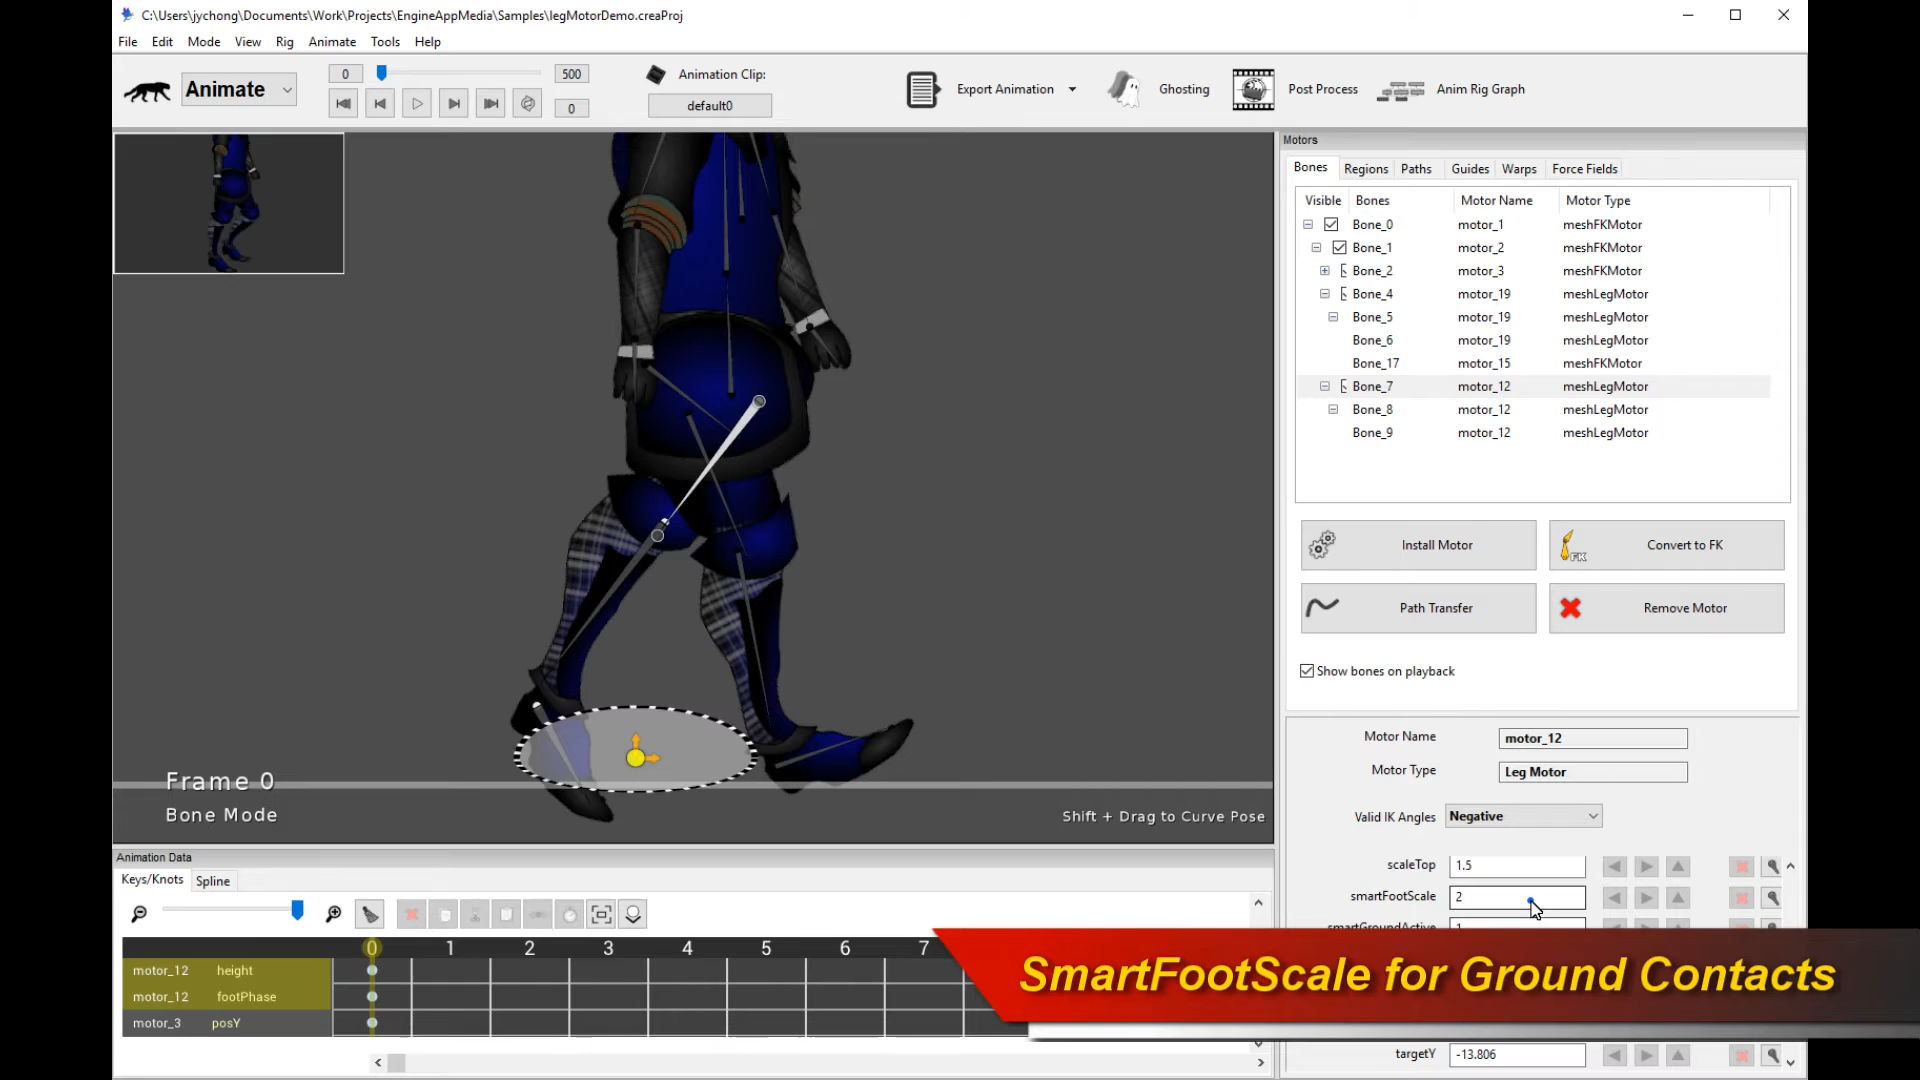 C:\Users\jychong\Documents\Work\Projects\EngineAppMedia\Samples\legMotorDemo.creaProj
File Edit Mode View Rig Animate Tools Help
Animate
0 500
0
Animation Clip:
default0
Export Animation
Ghosting
Post Process
Anim Rig Graph
Motors
Bones Regions Paths Guides Warps Force Fields
Visible Bones Motor Name Motor Type
Bone_0 motor_1 meshFKMotor
Bone_1 motor_2 meshFKMotor
Bone_2 motor_3 meshFKMotor
Bone_4 motor_19 meshLegMotor
Bone_5 motor_19 meshLegMotor
Bone_6 motor_19 meshLegMotor
Bone_17 motor_15 meshFKMotor
Bone_7 motor_12 meshLegMotor
Bone_8 motor_12 meshLegMotor
Bone_9 motor_12 meshLegMotor
Install Motor
FK Convert to FK
Path Transfer
Remove Motor
Show bones on playback
Motor Name motor_12
Motor Type Leg Motor
Valid IK Angles Negative
scaleTop 1.5
smartFootScale 2
smartGroundActive 1
targetY -13.806
Frame 0
Bone Mode
Shift + Drag to Curve Pose
Animation Data
Keys/Knots Spline
0 1 2 3 4 5 6 7
motor_12 height
motor_12 footPhase
motor_3 posY
SmartFootScale for Ground Contacts